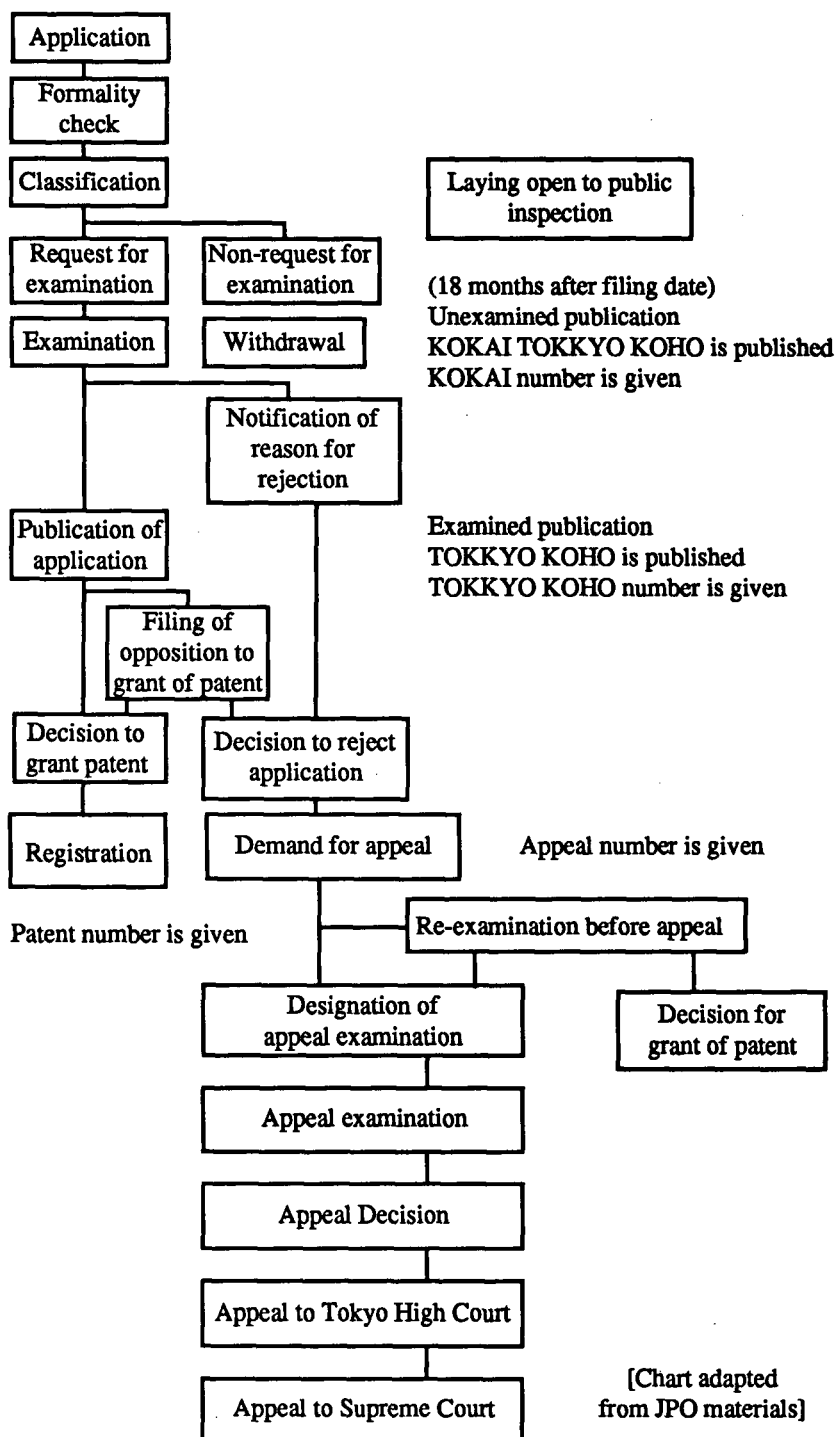 Application
Formality
check
Classification
Laying open to public
inspection
Request for
examination
Non-request for
examination
(18 months after filing date)
Unexamined publication
KOKAI TOKKYO KOHO is published
KOKAI number is given
Examination
Withdrawal
Notification of
reason for
rejection
Publication of
application
Examined publication
TOKKYO KOHO is published
TOKKYO KOHO number is given
Filing of
opposition to
grant of patent
Decision to
grant patent
Decision to reject
application
Registration
Demand for appeal
Appeal number is given
Patent number is given
Re-examination before appeal
Designation of
appeal examination
Decision for
grant of patent
Appeal examination
Appeal Decision
Appeal to Tokyo High Court
Appeal to Supreme Court
[Chart adapted
from JPO materials]